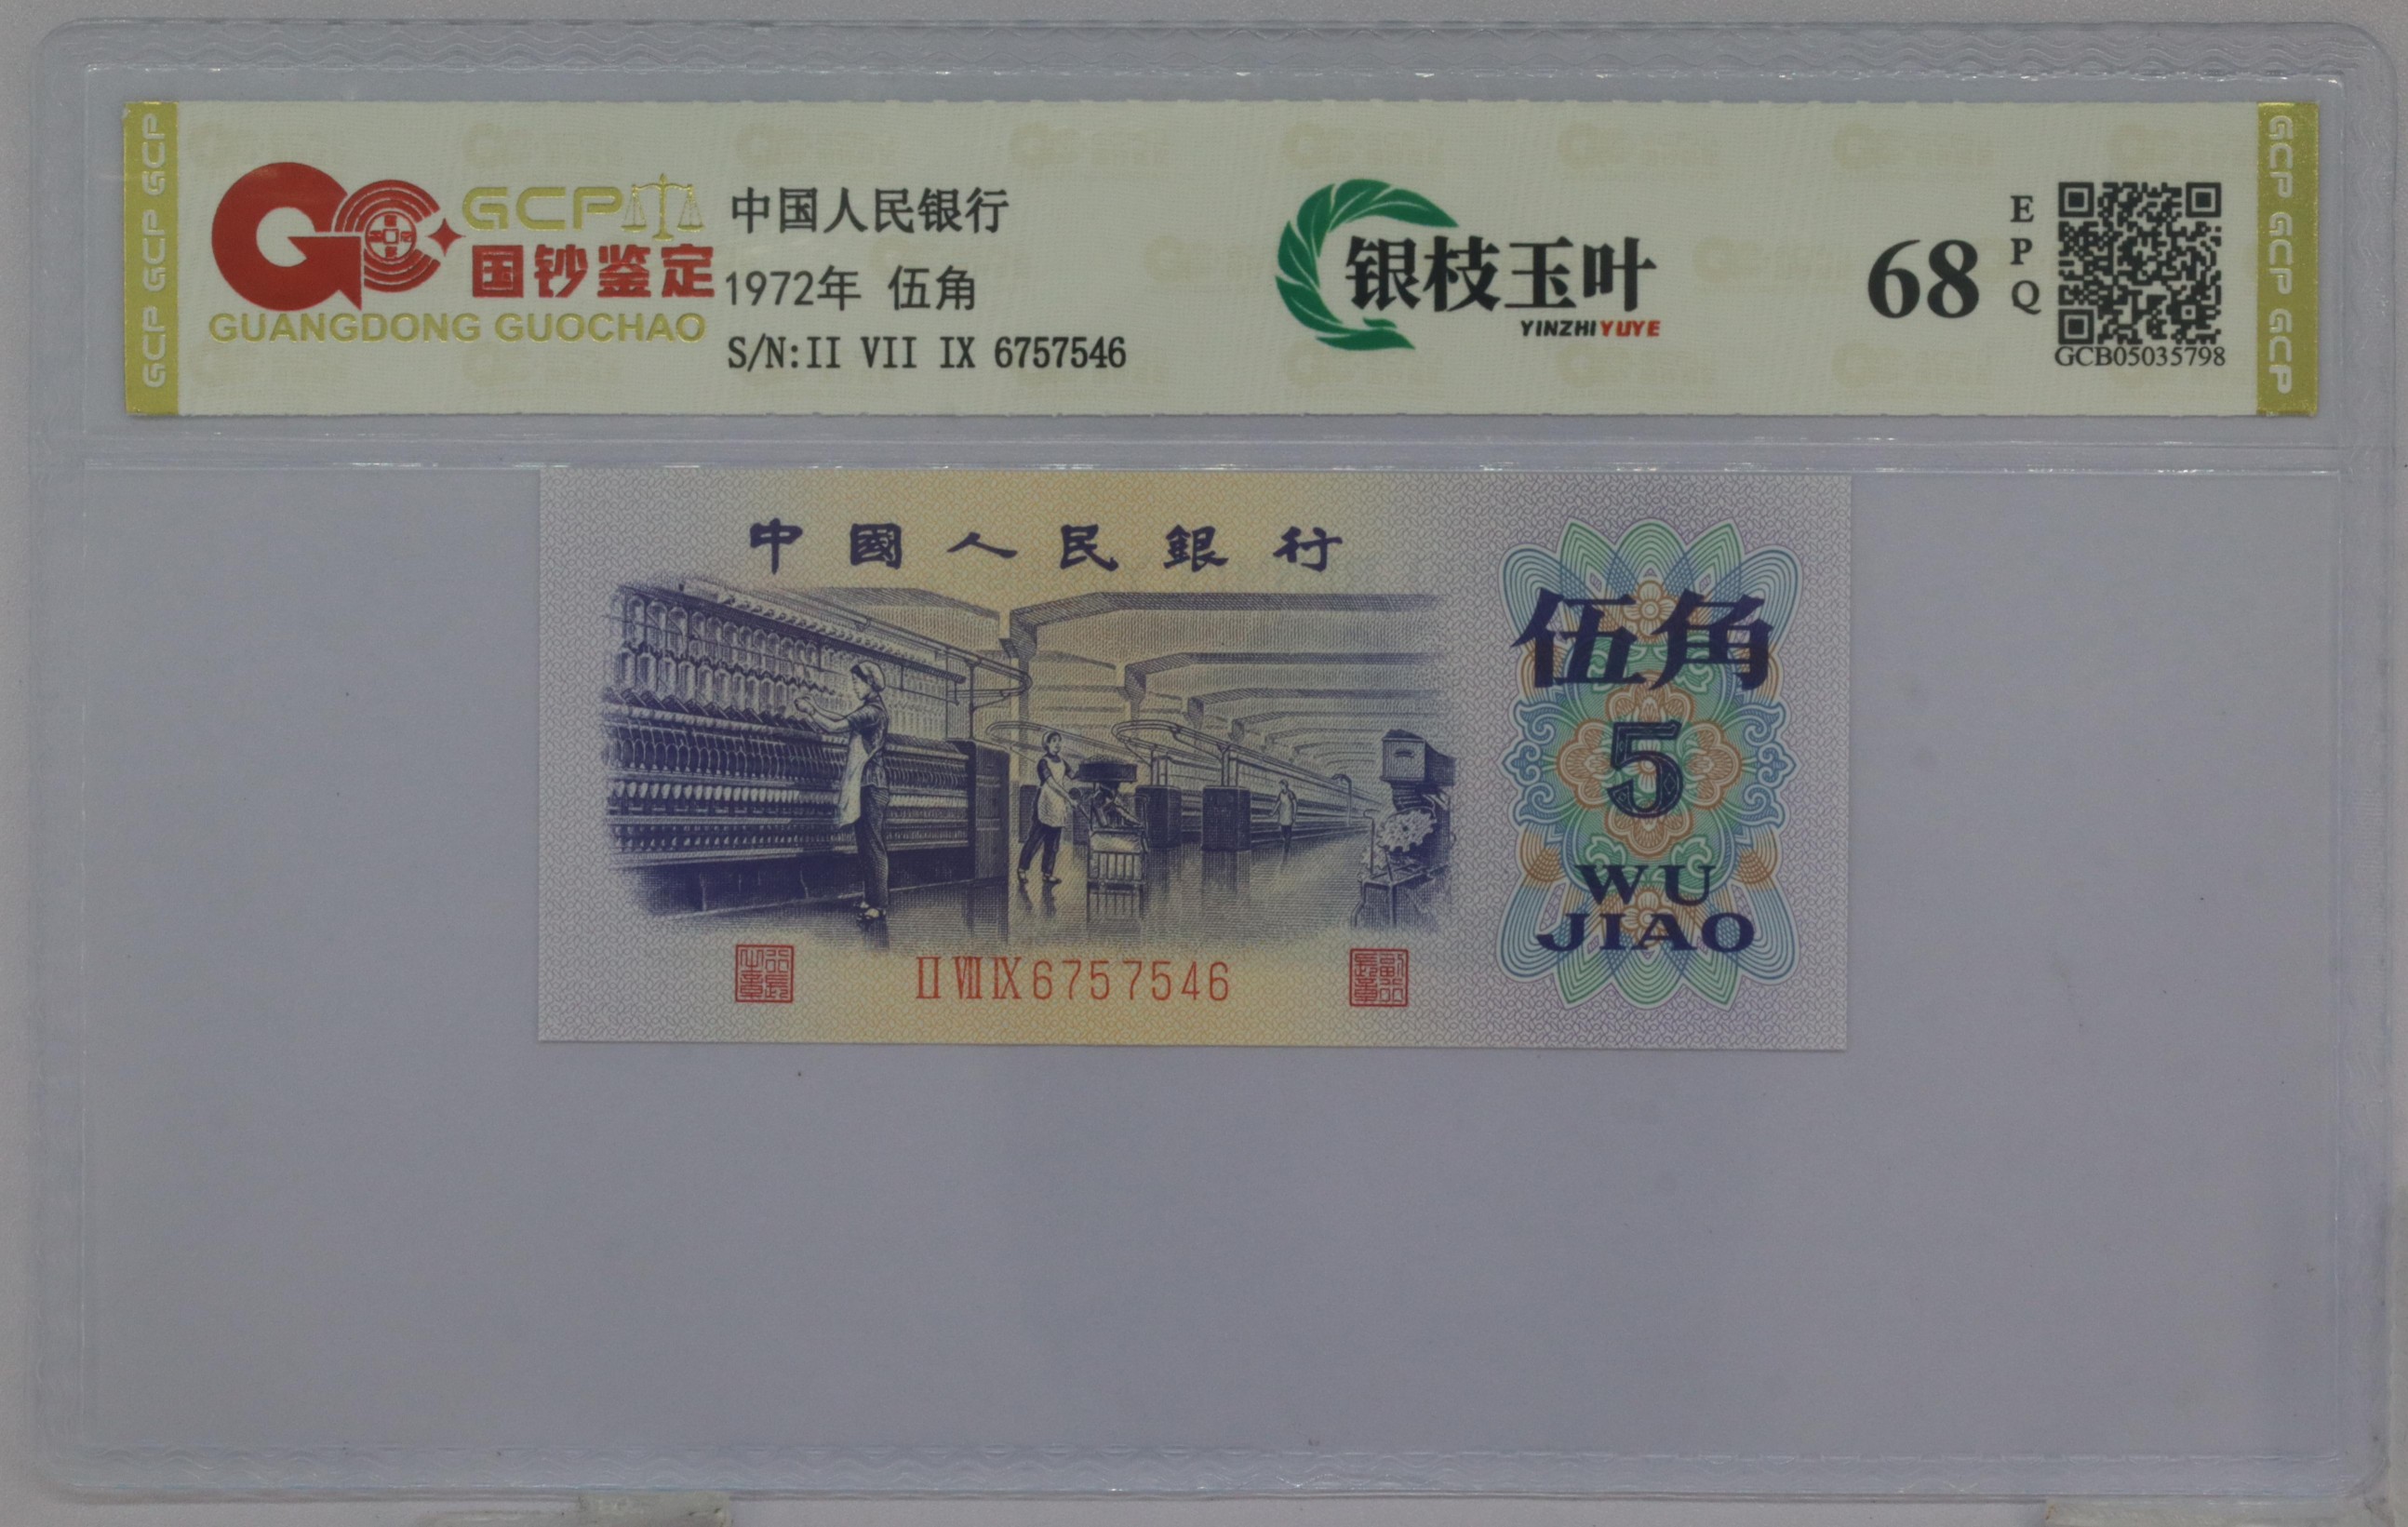 GCP GCP GCP
GCP
国钞鉴定
GUANGDONG GUOCHAO
中国人民银行
1972年 伍角
S/N:II VII IX 6757546
银枝玉叶
YINZHIYUYE
68
EPQ
GCB05035798
GCP GCP GCP
中國人民銀行
伍角
5
WU
JIAO
II VII IX 6757546